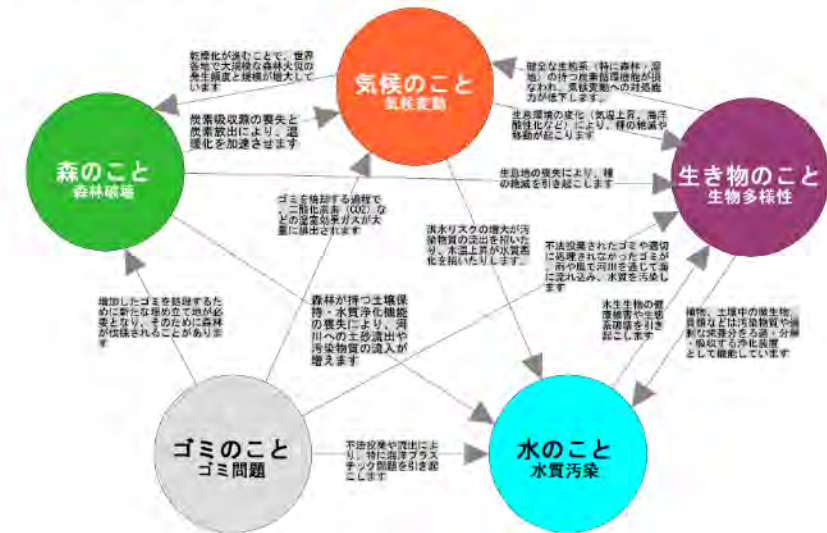 乾燥化が進むことで、世界
各地で大規模な森林火災の
発生頻度と規模が増大してい
ます
健全な生態系（特に森林・湿
地）の持つ炭素循環機能が損
なわれ、気候変動への対処能
力が低下します。
気候のこと
気候変動
炭素吸収源の喪失と
炭素放出により、温
暖化を加速させます
生息環境の変化（気温上昇、海洋
酸性化など）により、種の絶滅や
移動が起こります
森のこと
森林破壊
生き物のこと
生物多様性
生息地の喪失により、種
の絶滅を引き起こします
ゴミを焼却する過程で
、二酸化炭素（CO2）な
どの温室効果ガスが大
量に排出されます
洪水リスクの増大が汚
染物質の流出を招いた
り、水温上昇が水質悪
化を招いたりします。
不法投棄されたゴミや適切
に処理されなかったゴミが
、雨や風で河川を通じて海
に流れ込み、水質を汚染しま
す
増加したゴミを処理するた
めに新たな埋め立て地が必
要となり、そのために森林
が伐採されることがありま
す
森林が持つ土壌保
持・水質浄化機能
の喪失により、河
川への土砂流出や
汚染物質の流入が
増えます
水生生物の健
康被害や生態
系破壊を引き
起こします
植物、土壌中の微生物、
貝類などは汚染物質や過
剰な栄養分をろ過・分解
・吸収する浄化装置
として機能しています
ゴミのこと
ゴミ問題
不法投棄や流出によ
り、特に海洋プラス
チック問題を引き起
こします
水のこと
水質汚染